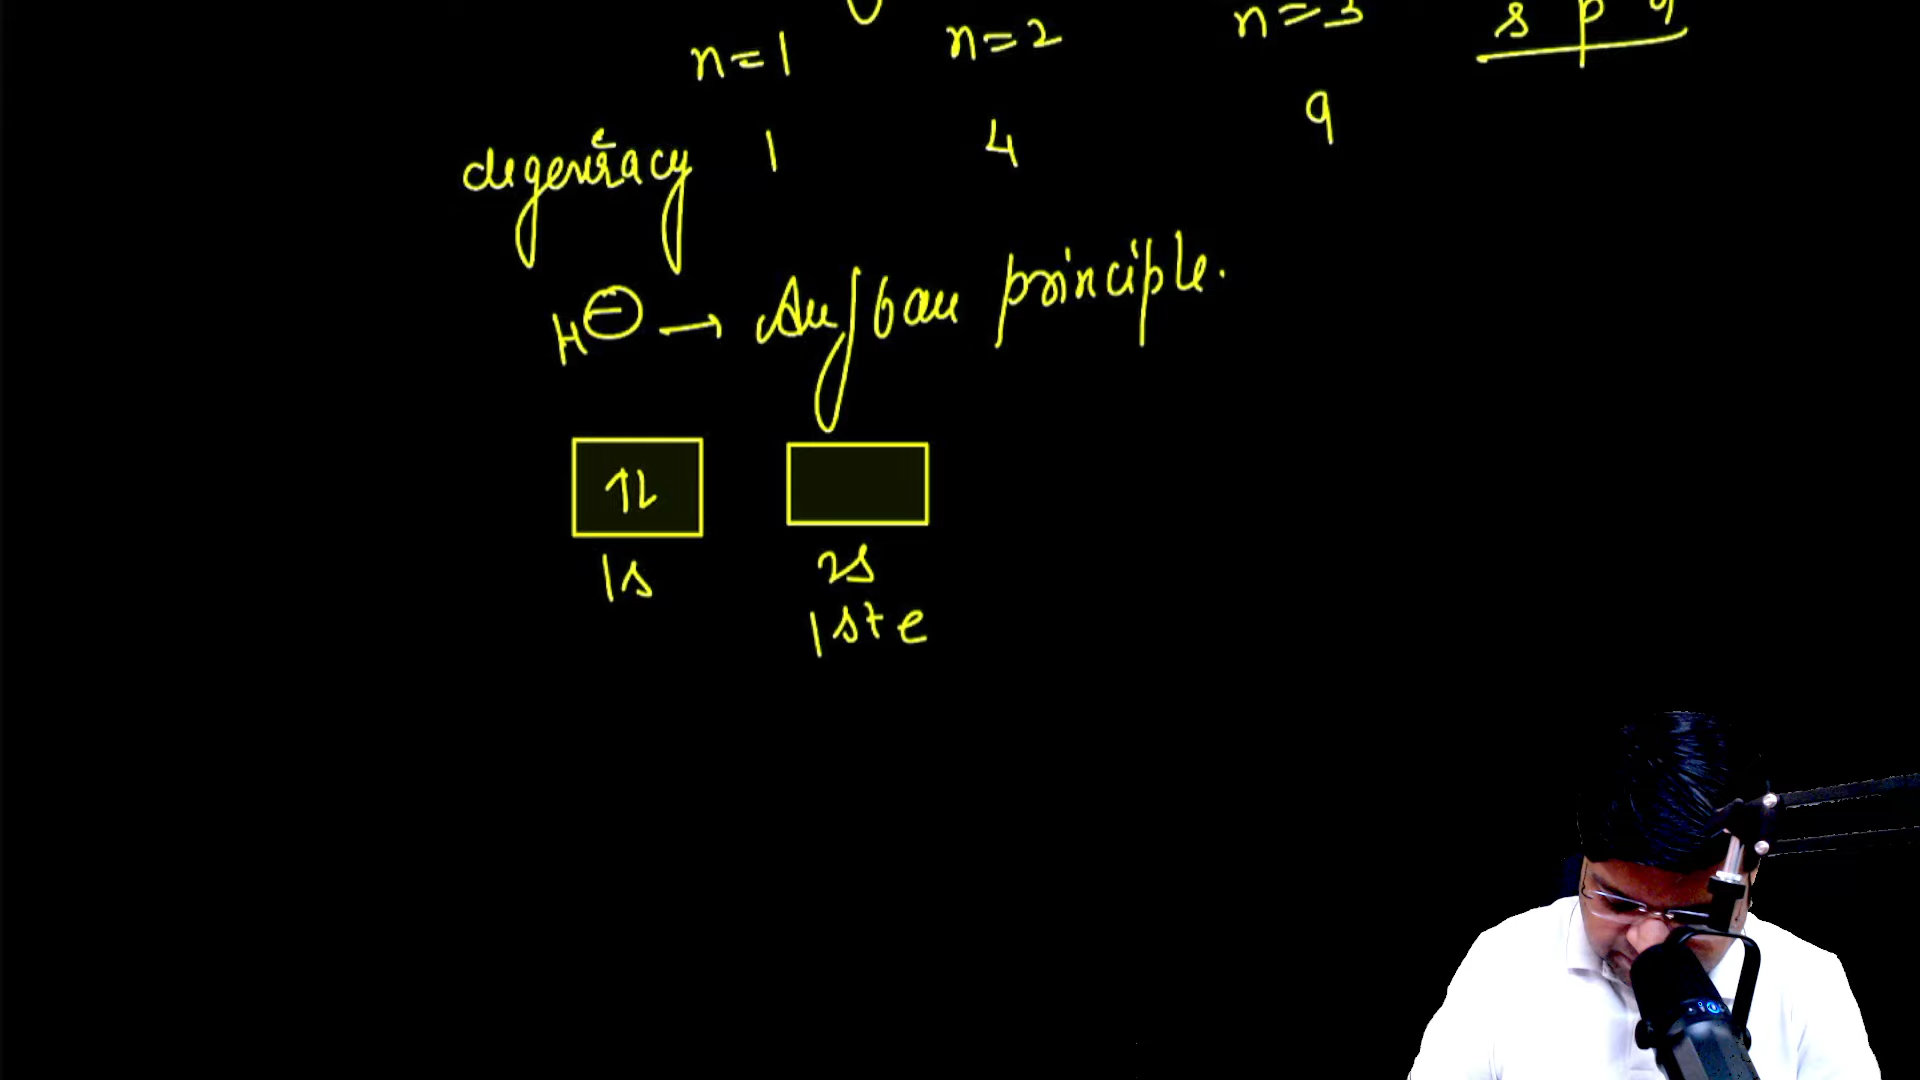 n=1 n=2 n=3 s p d
degeneracy 1 4 9
H⊖ → Aufbau principle.
↑↓
1s 2s
1st e